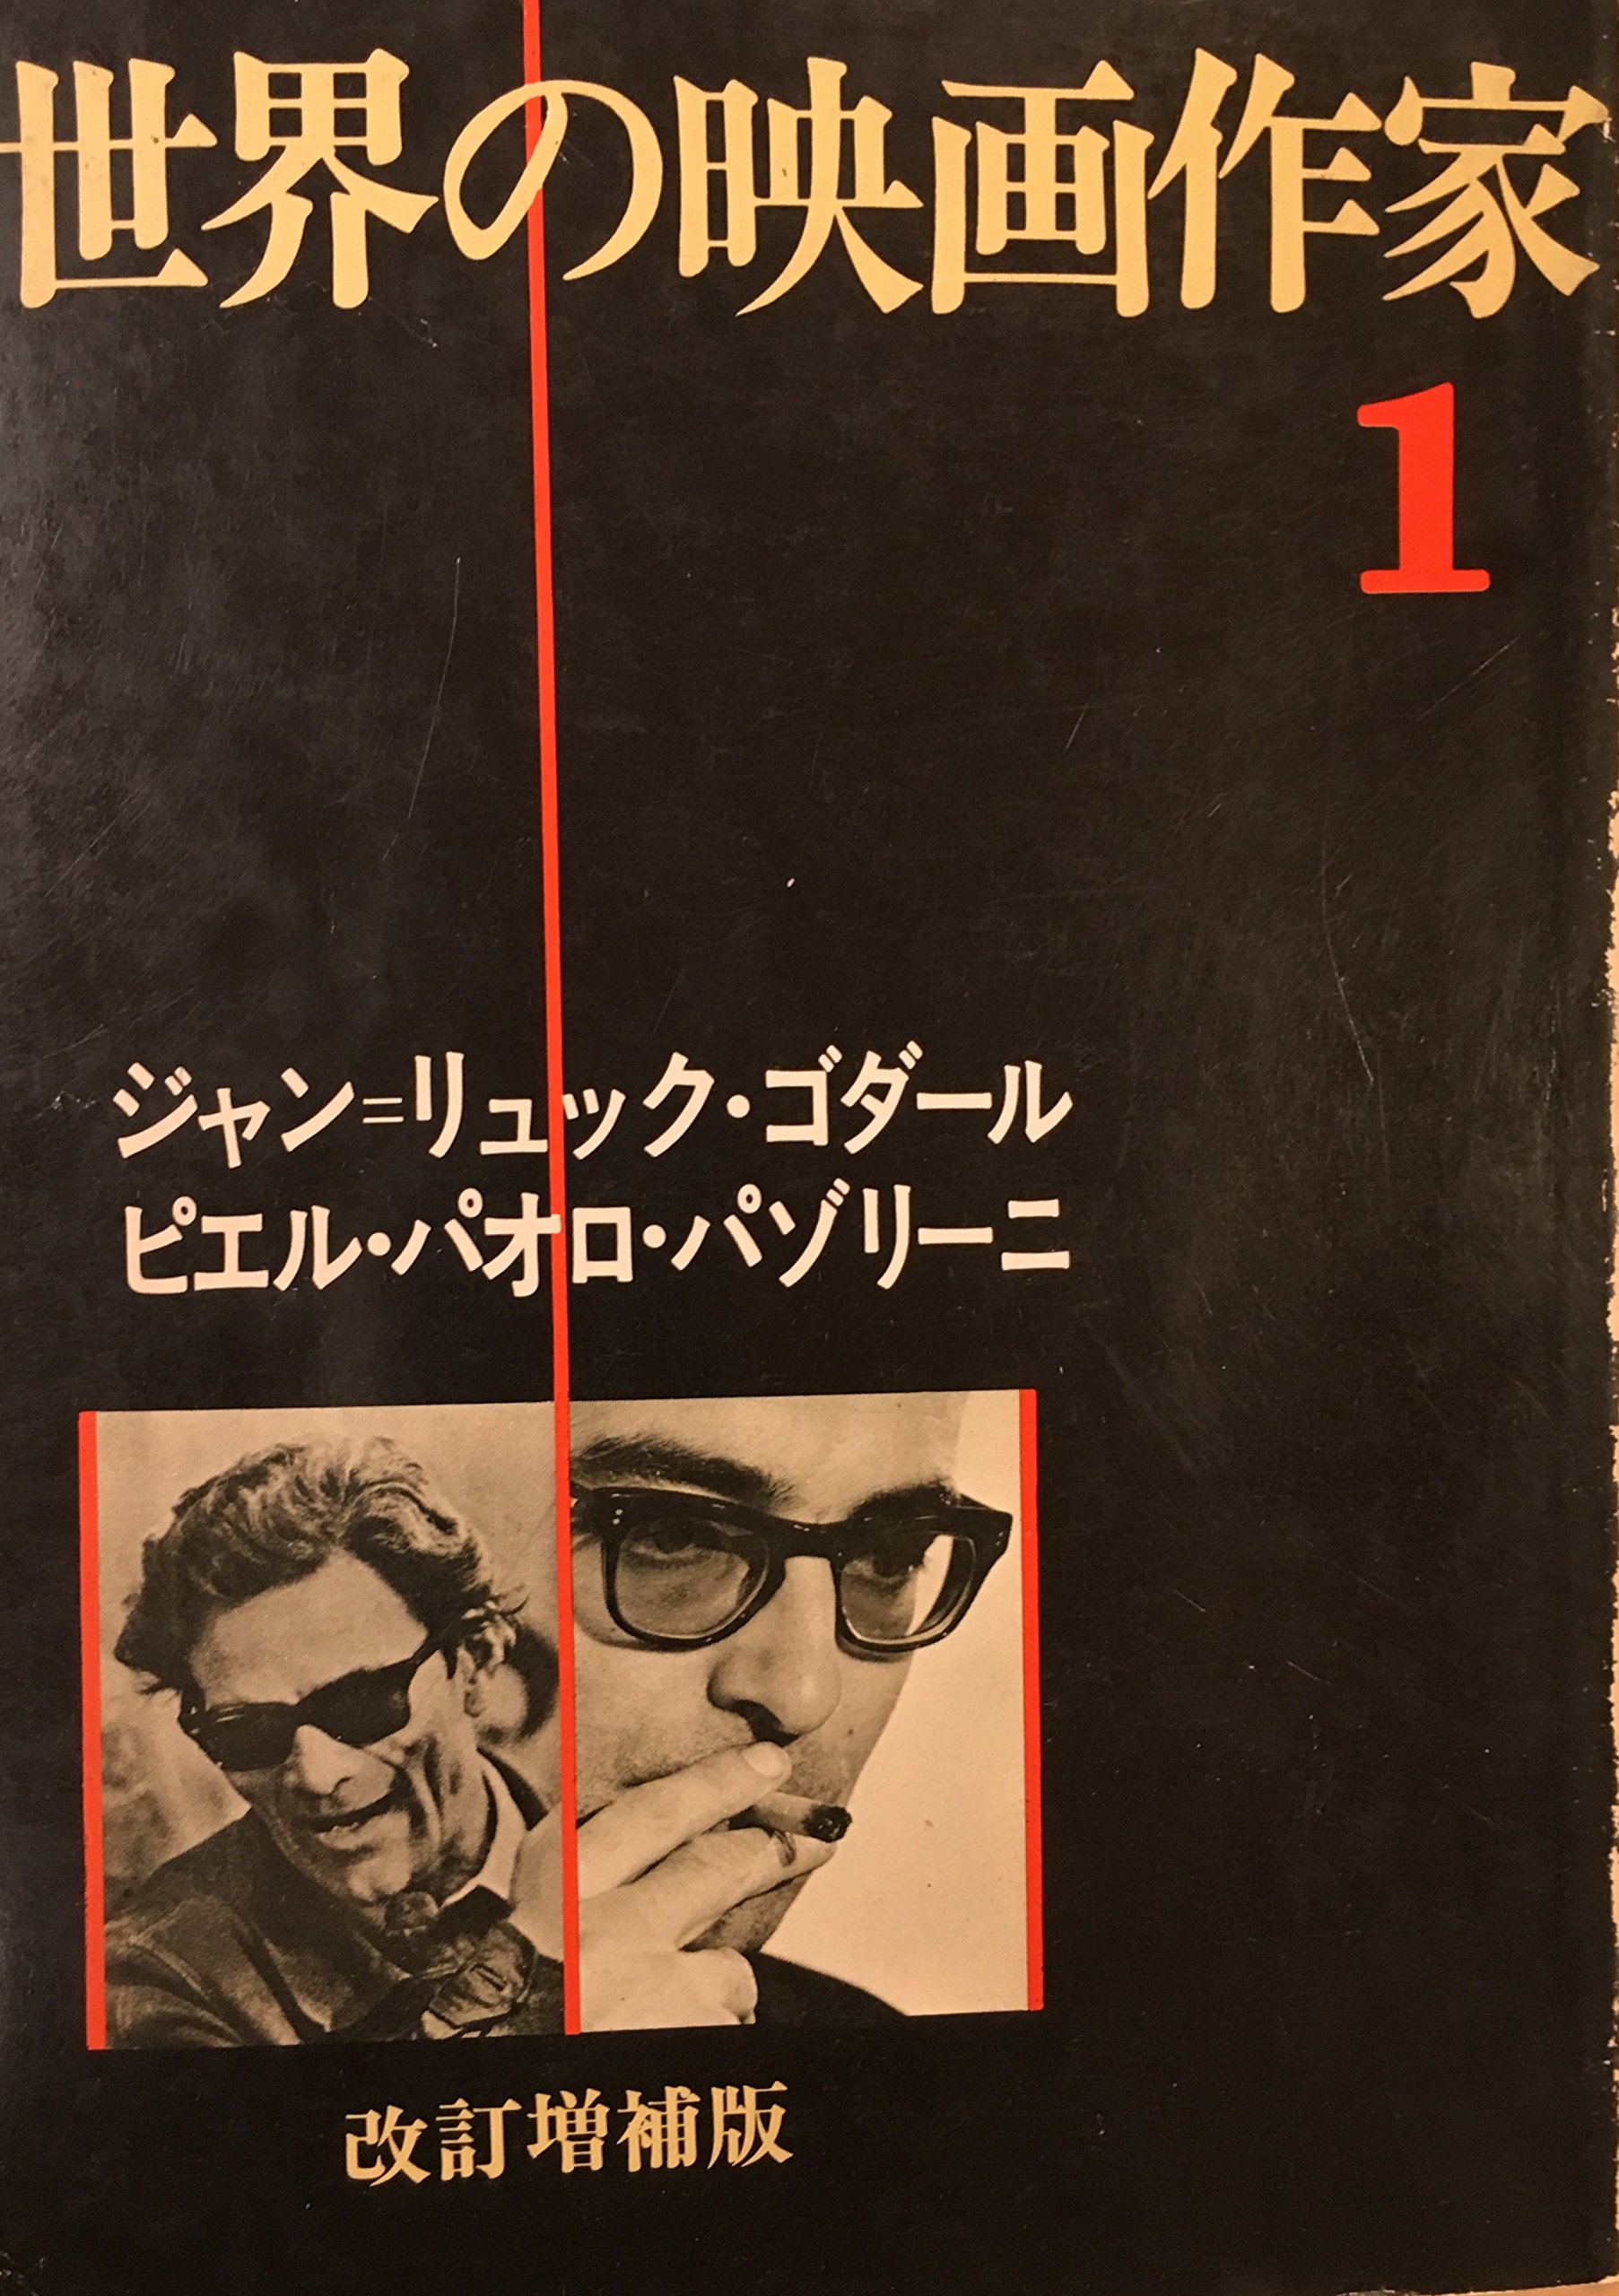 世界の映画作家
1
ジャン=リュック・ゴダール
ピエル・パオロ・パゾリーニ
改訂増補版